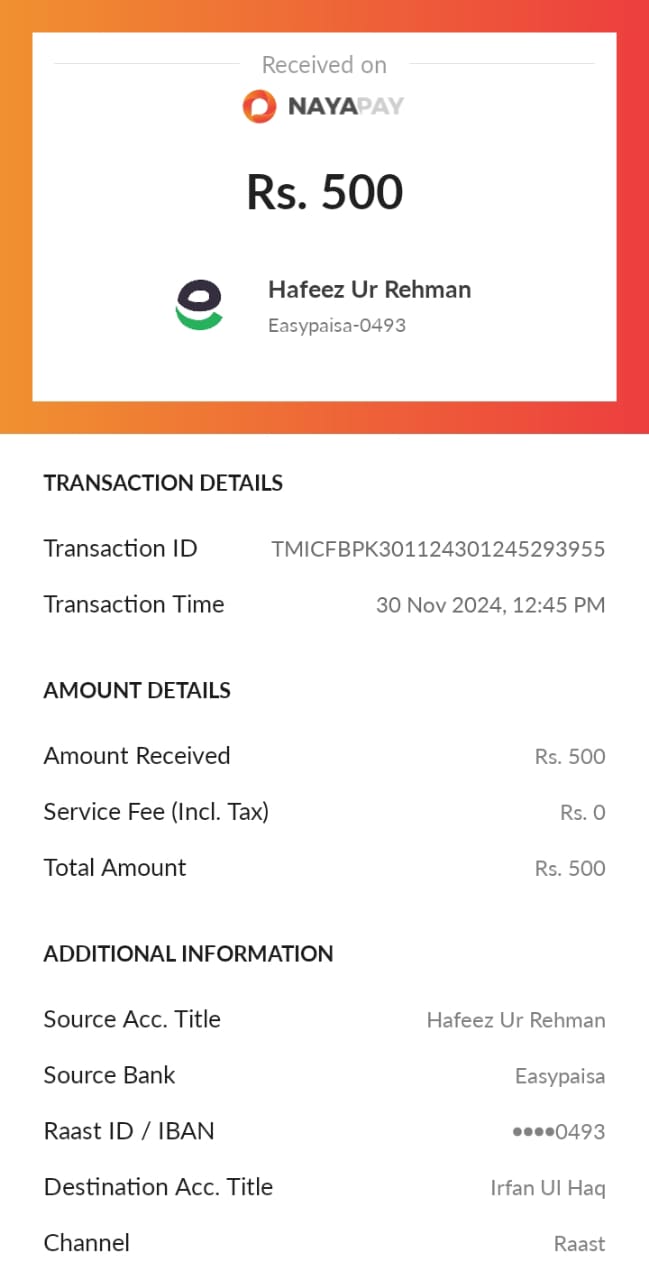 Received on
NAYAPAY
Rs. 500
Hafeez Ur Rehman
Easypaisa-0493
TRANSACTION DETAILS
Transaction ID TMICFBPK301124301245293955
Transaction Time 30 Nov 2024, 12:45 PM
AMOUNT DETAILS
Amount Received Rs. 500
Service Fee (Incl. Tax) Rs. 0
Total Amount Rs. 500
ADDITIONAL INFORMATION
Source Acc. Title Hafeez Ur Rehman
Source Bank Easypaisa
Raast ID / IBAN ••••0493
Destination Acc. Title Irfan Ul Haq
Channel Raast